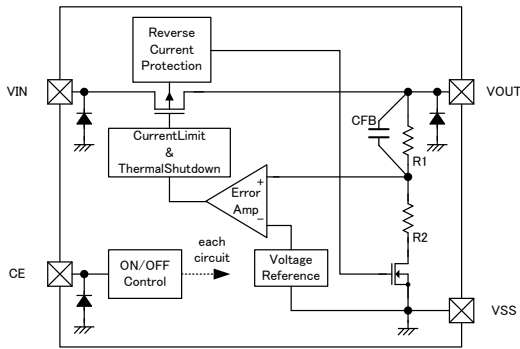 Reverse
Current
Protection
VIN
VOUT
CFB
R1
CurrentLimit
&
ThermalShutdown
+
Error
Amp
−
R2
each
circuit
Voltage
Reference
CE
ON/OFF
Control
VSS